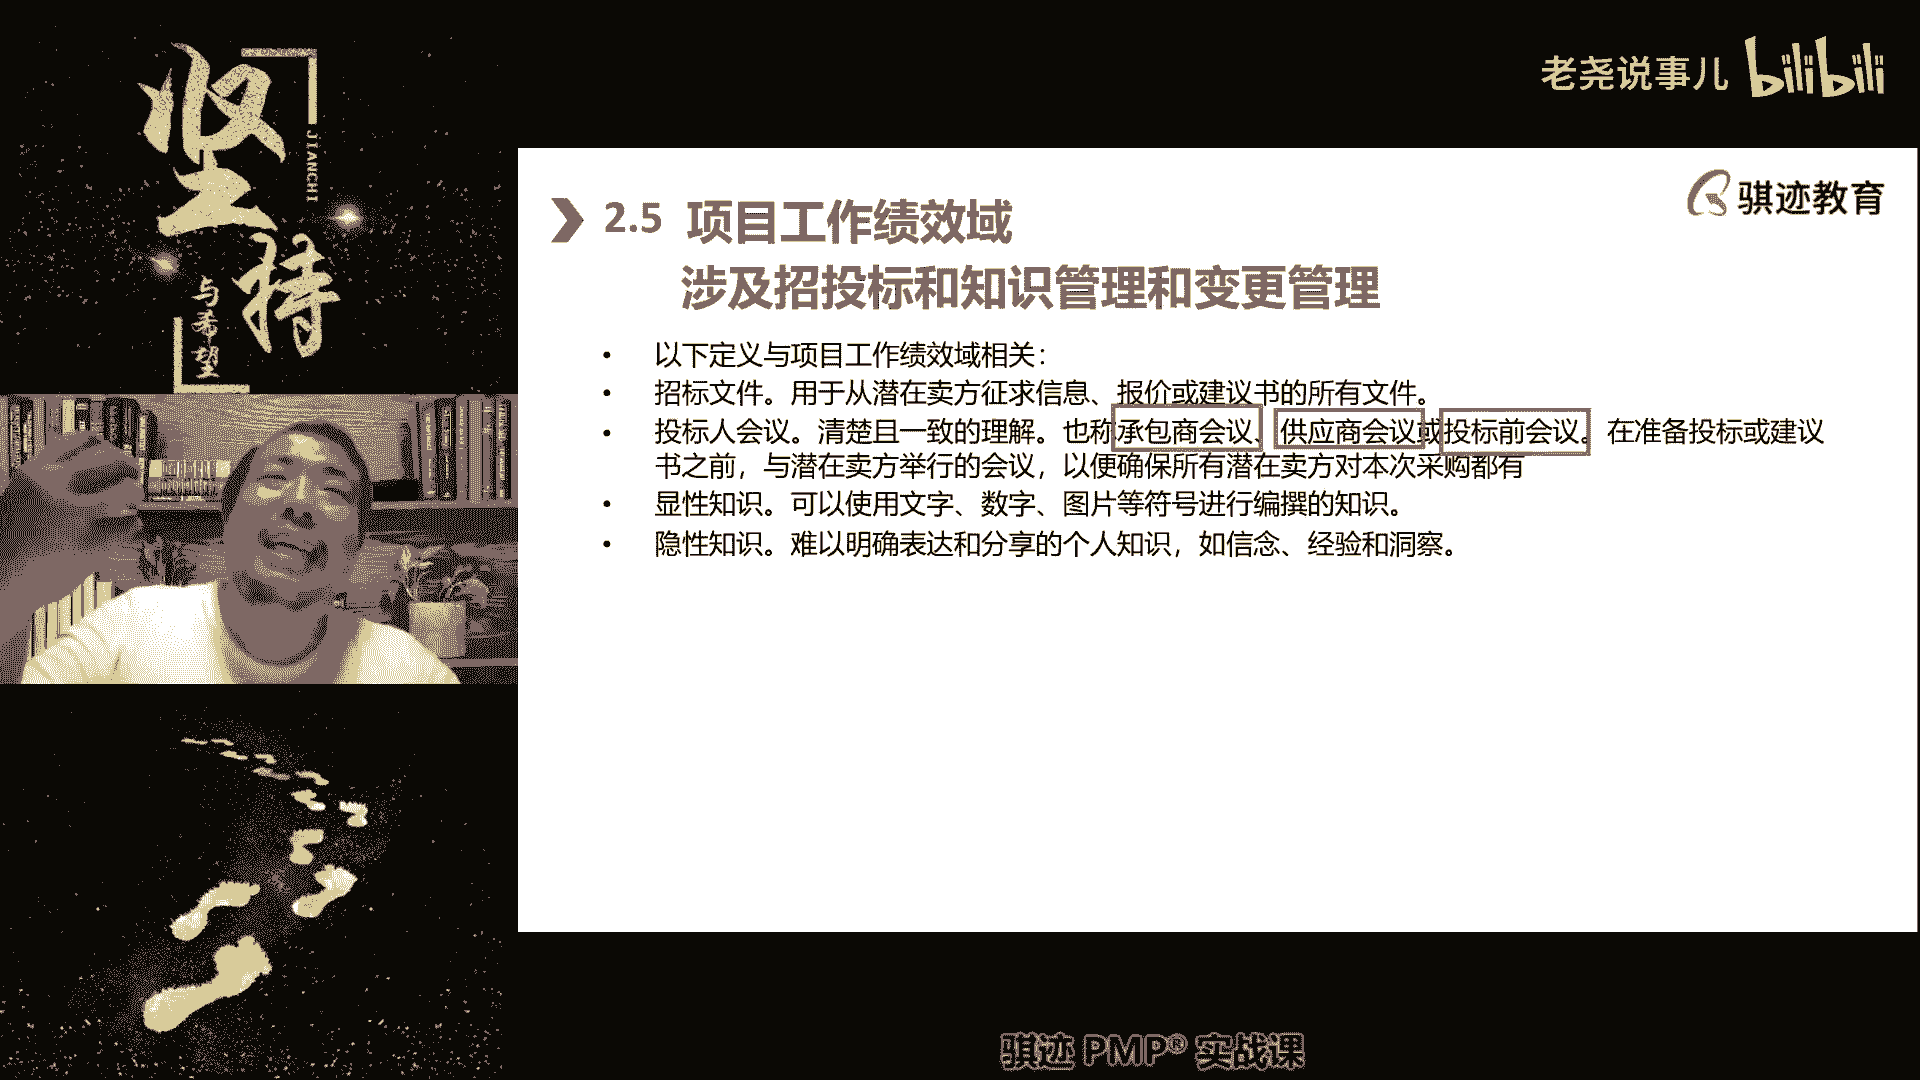 坚持
JIANCHI
与希望
老尧说事儿 bilibili
骐迹教育
2.5 项目工作绩效域
涉及招投标和知识管理和变更管理
• 以下定义与项目工作绩效域相关：
• 招标文件。用于从潜在卖方征求信息、报价或建议书的所有文件。
• 投标人会议。清楚且一致的理解。也称承包商会议、供应商会议或投标前会议。在准备投标或建议
书之前，与潜在卖方举行的会议，以便确保所有潜在卖方对本次采购都有
• 显性知识。可以使用文字、数字、图片等符号进行编撰的知识。
• 隐性知识。难以明确表达和分享的个人知识，如信念、经验和洞察。
骐迹 PMP® 实战课